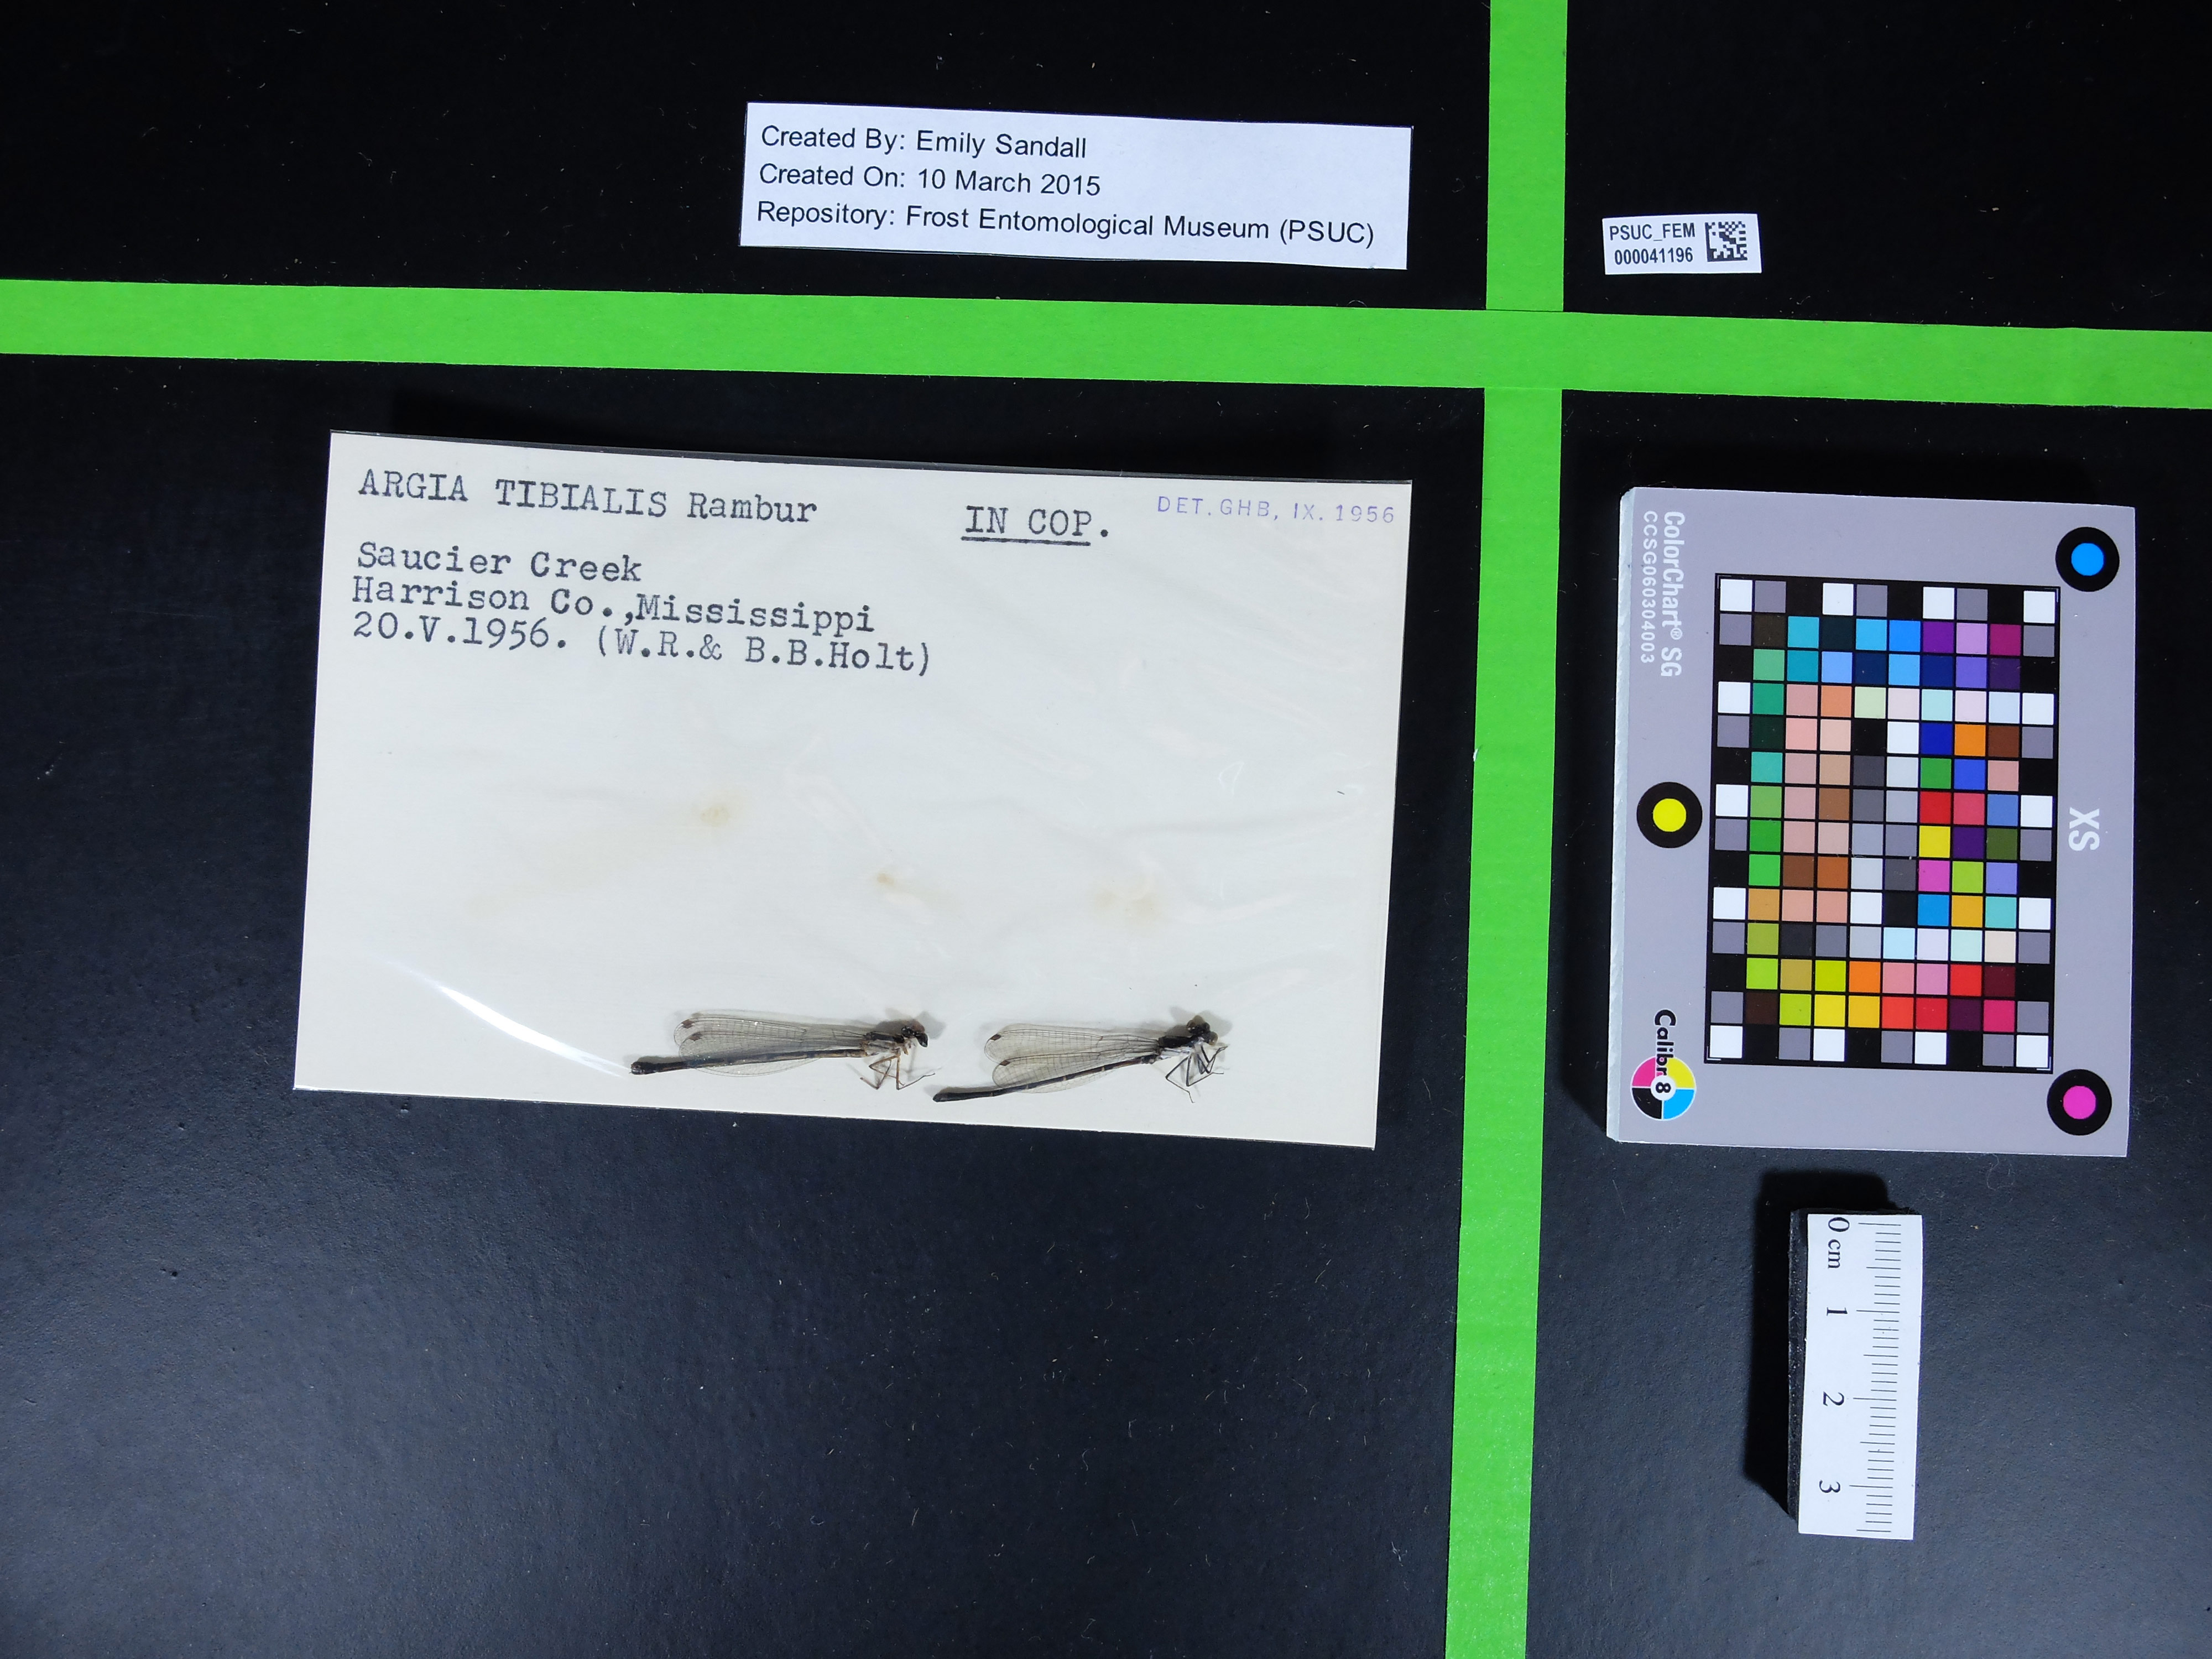 Created By: Emily Sandall
Created On: 10 March 2015
Repository: Frost Entomological Museum (PSUC)
PSUC_FEM
000041196
ARGIA TIBIALIS Rambur
IN COP.
DET. GHB, IX. 1956
Saucier Creek
Harrison Co.,Mississippi
20.V.1956. (W.R.& B.B.Holt)
ColorChart® SG
CCSG060304003
XS
Calibr8
0 cm
1
2
3